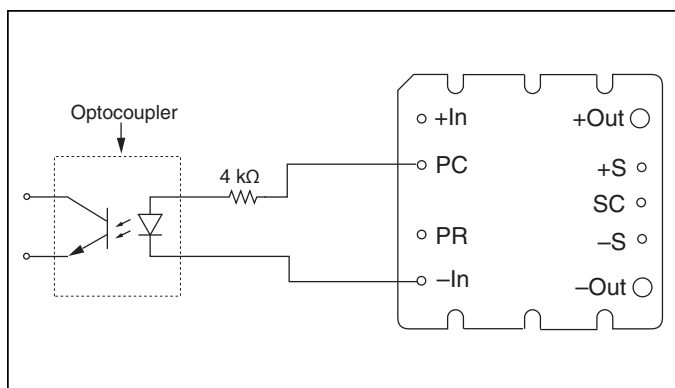 Optocoupler
4 kΩ
+In
PC
PR
–In
+Out
+S
SC
–S
–Out